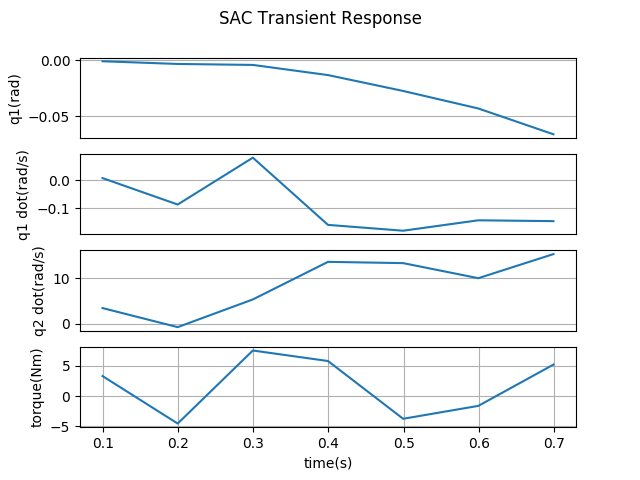 SAC Transient Response
0.00
−0.05
q1(rad)
0.0
−0.1
q1 dot(rad/s)
10
0
q2 dot(rad/s)
5
0
−5
torque(Nm)
0.1 0.2 0.3 0.4 0.5 0.6 0.7
time(s)